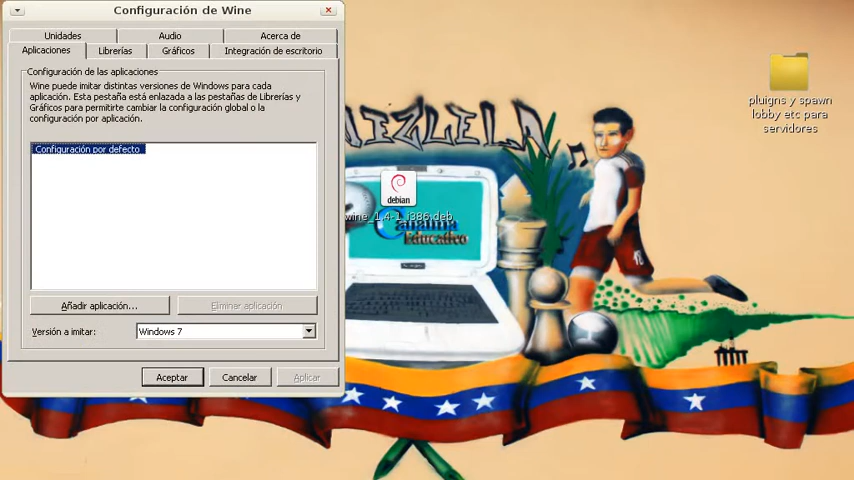 Configuración de Wine
Unidades
Audio
Acerca de
Aplicaciones
Librerías
Gráficos
Integración de escritorio
Configuración de las aplicaciones
Wine puede imitar distintas versiones de Windows para cada
aplicación. Esta pestaña está enlazada a las pestañas de Librerías y
Gráficos para permitirte cambiar la configuración global o la
configuración por aplicación.
Configuración por defecto
Añadir aplicación...
Eliminar aplicación
Versión a imitar:
Windows 7
Aceptar
Cancelar
Aplicar
debian
wine_1.4-1_i386.deb
Canaima
Educativo
pluigns y spawn
lobby etc para
servidores
10